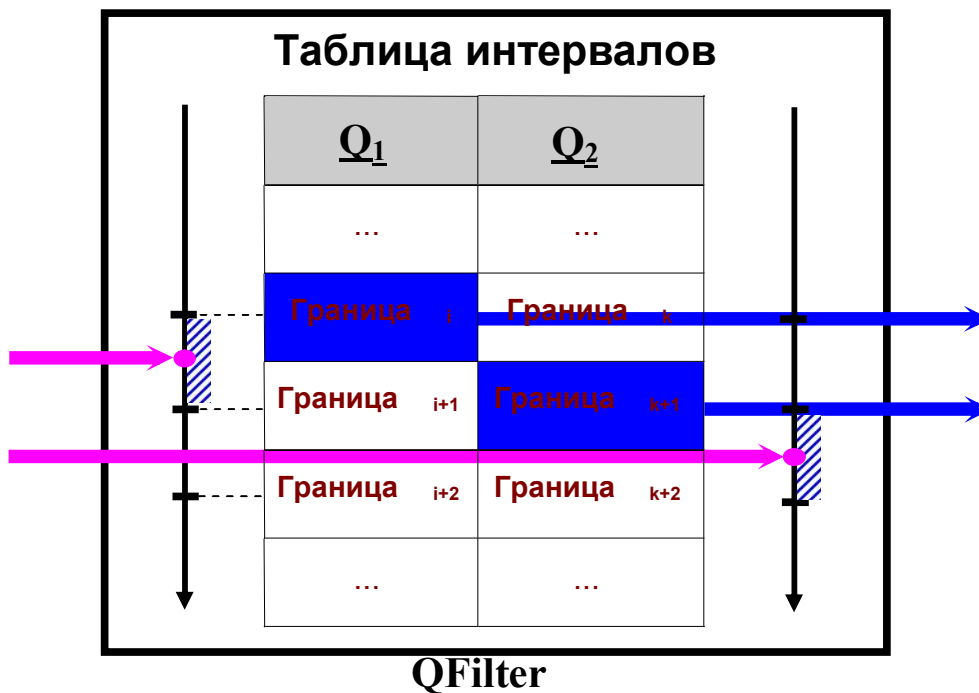 Таблица интервалов
Q1 Q2
... ...
Граница i Граница k
Граница i+1 Граница k+1
Граница i+2 Граница k+2
... ...
QFilter